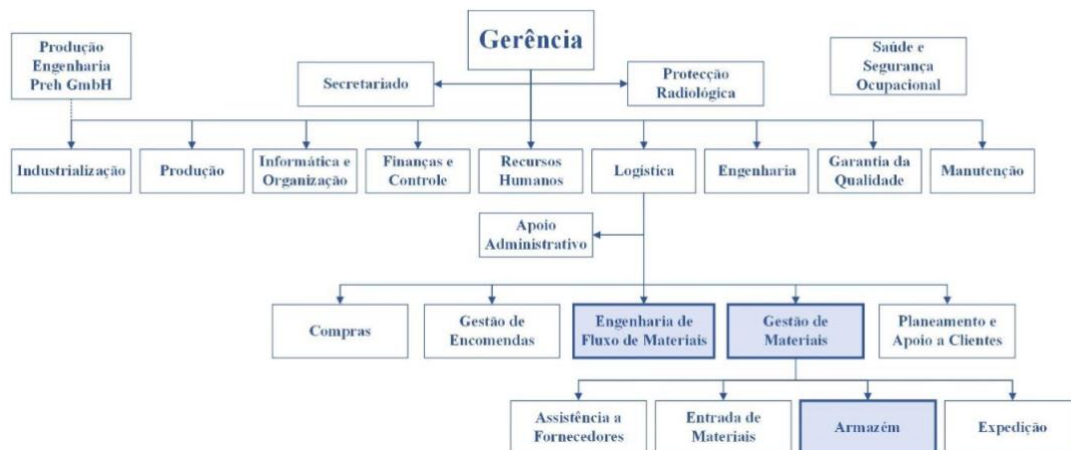 Produção
Engenharia
Preh GmbH
Gerência
Saúde e
Segurança
Ocupacional
Secretariado
Protecção
Radiológica
Industrialização
Produção
Informática e
Organização
Finanças e
Controle
Recursos
Humanos
Logística
Engenharia
Garantia da
Qualidade
Manutenção
Apoio
Administrativo
Compras
Gestão de
Encomendas
Engenharia de
Fluxo de Materiais
Gestão de
Materiais
Planeamento e
Apoio a Clientes
Assistência a
Fornecedores
Entrada de
Materiais
Armazém
Expedição